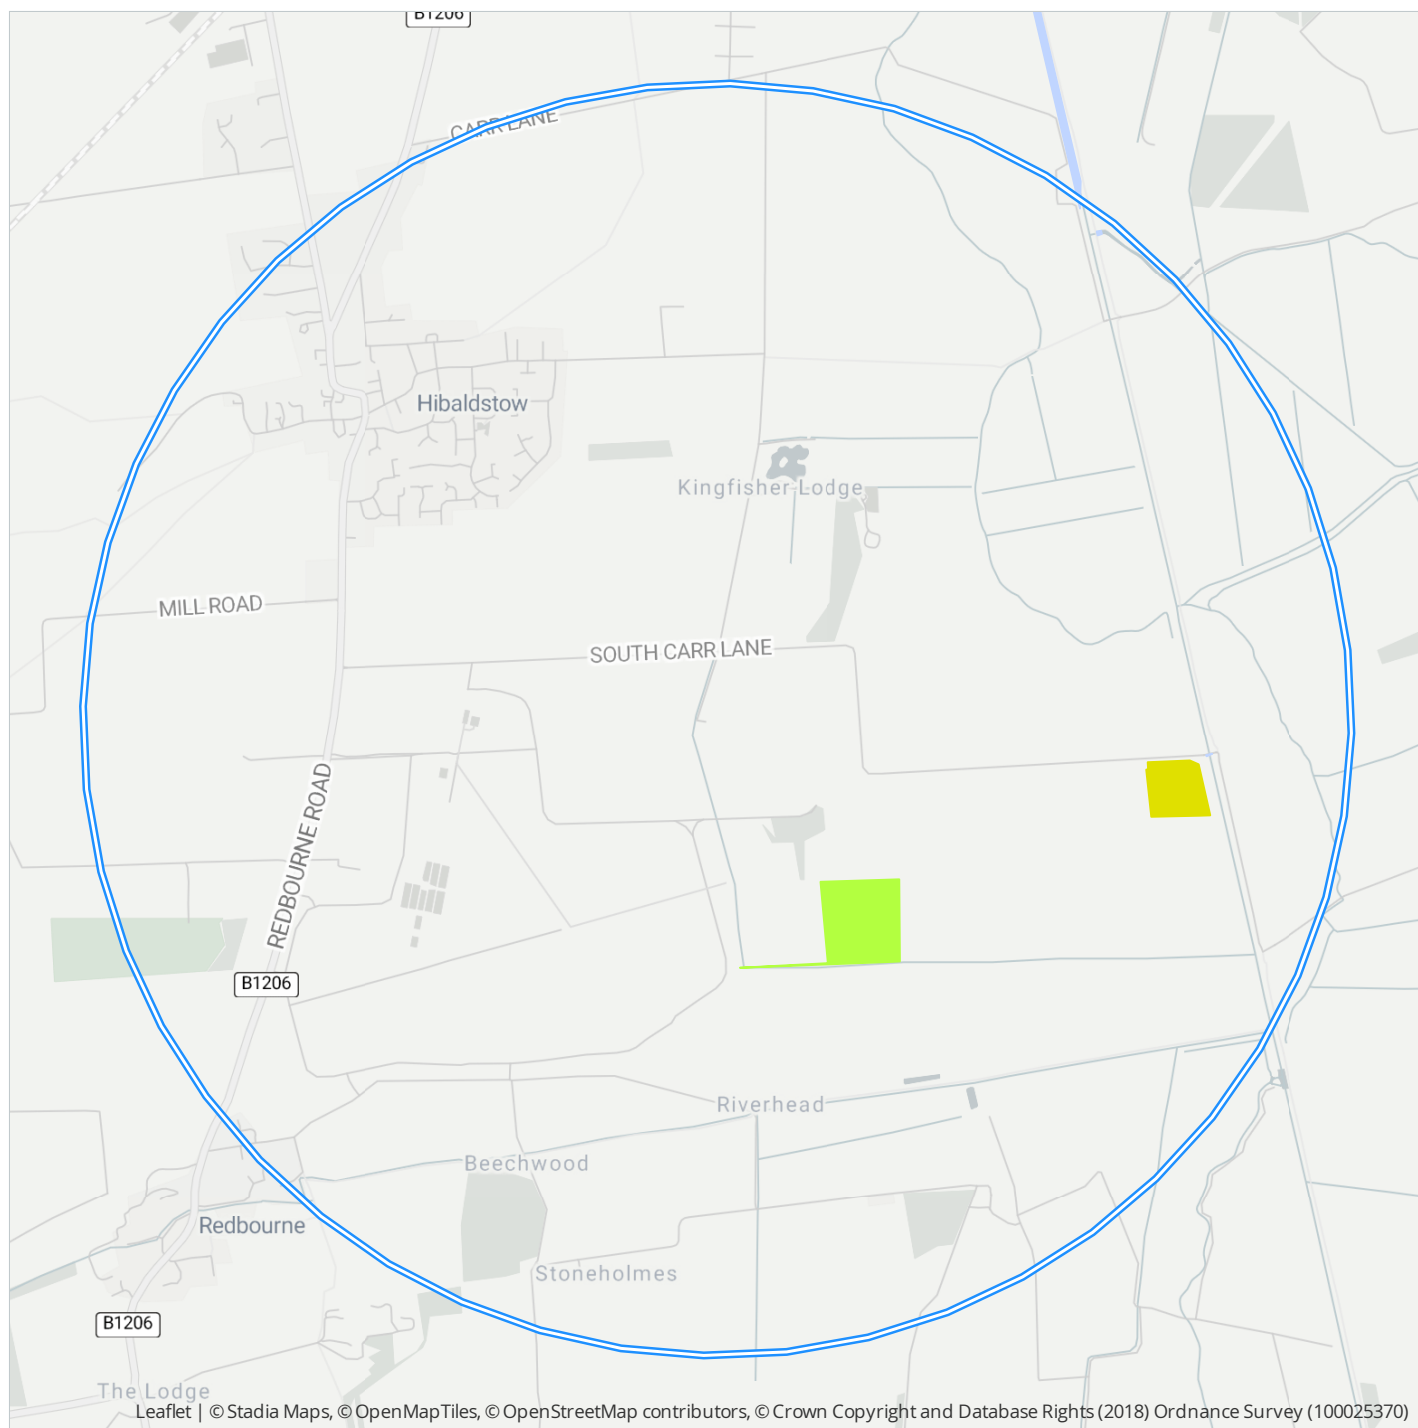 B1206
CARR LANE
Hibaldstow
Kingfisher Lodge
MILL ROAD
SOUTH CARR LANE
REDBOURNE ROAD
B1206
Riverhead
Beechwood
Redbourne
Stoneholmes
B1206
The Lodge
Leaflet | © Stadia Maps, © OpenMapTiles, © OpenStreetMap contributors, © Crown Copyright and Database Rights (2018) Ordnance Survey (100025370)